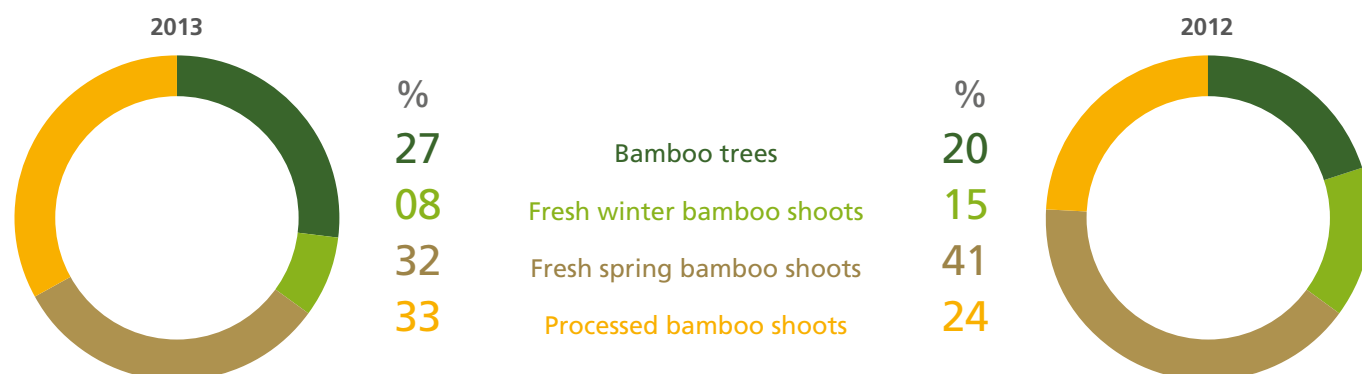 2013 2012
% %
27 Bamboo trees 20
08 Fresh winter bamboo shoots 15
32 Fresh spring bamboo shoots 41
33 Processed bamboo shoots 24